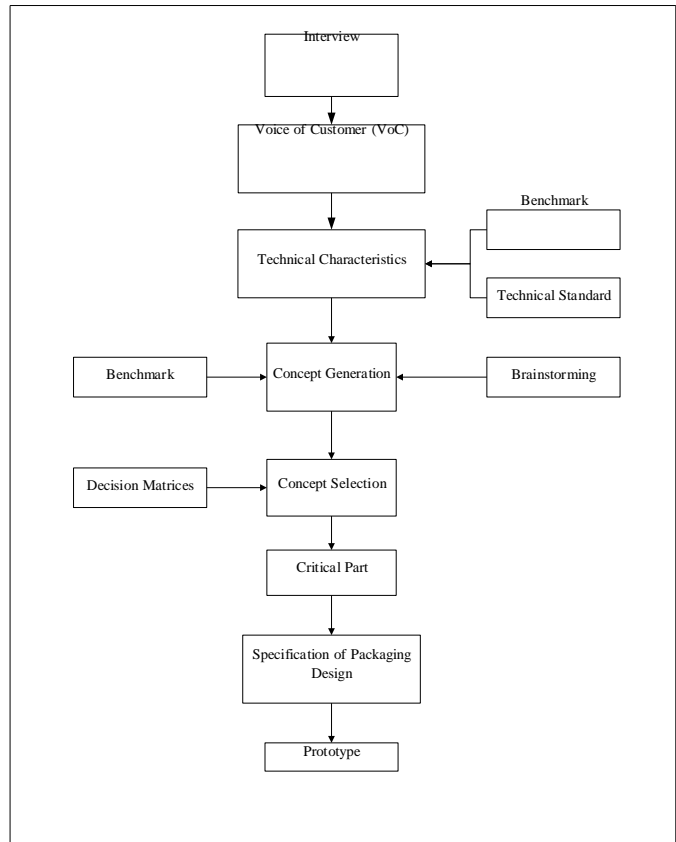 Interview
Voice of Customer (VoC)
Benchmark
Technical Characteristics
Technical Standard
Benchmark
Concept Generation
Brainstorming
Decision Matrices
Concept Selection
Critical Part
Specification of Packaging
Design
Prototype